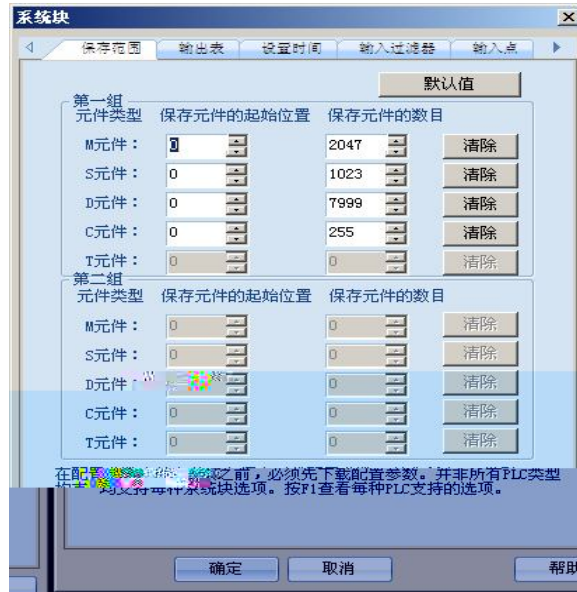 系统块
保存范围 输出表 设置时间 输入过滤器 输入点
默认值
第一组
元件类型 保存元件的起始位置 保存元件的数目
M元件： 0 2047 清除
S元件： 0 1023 清除
D元件： 0 7999 清除
C元件： 0 255 清除
T元件： 0 0 清除
第二组
元件类型 保存元件的起始位置 保存元件的数目
M元件： 0 0 清除
S元件： 0 0 清除
D元件： 0 清除
C元件： 0 0 清除
T元件： 0 0 清除
在配置 之前，必须先下载配置参数。并非所有PLC类型
均支持每种系统块选项。按F1查看每种PLC支持的选项。
确定 取消 帮助